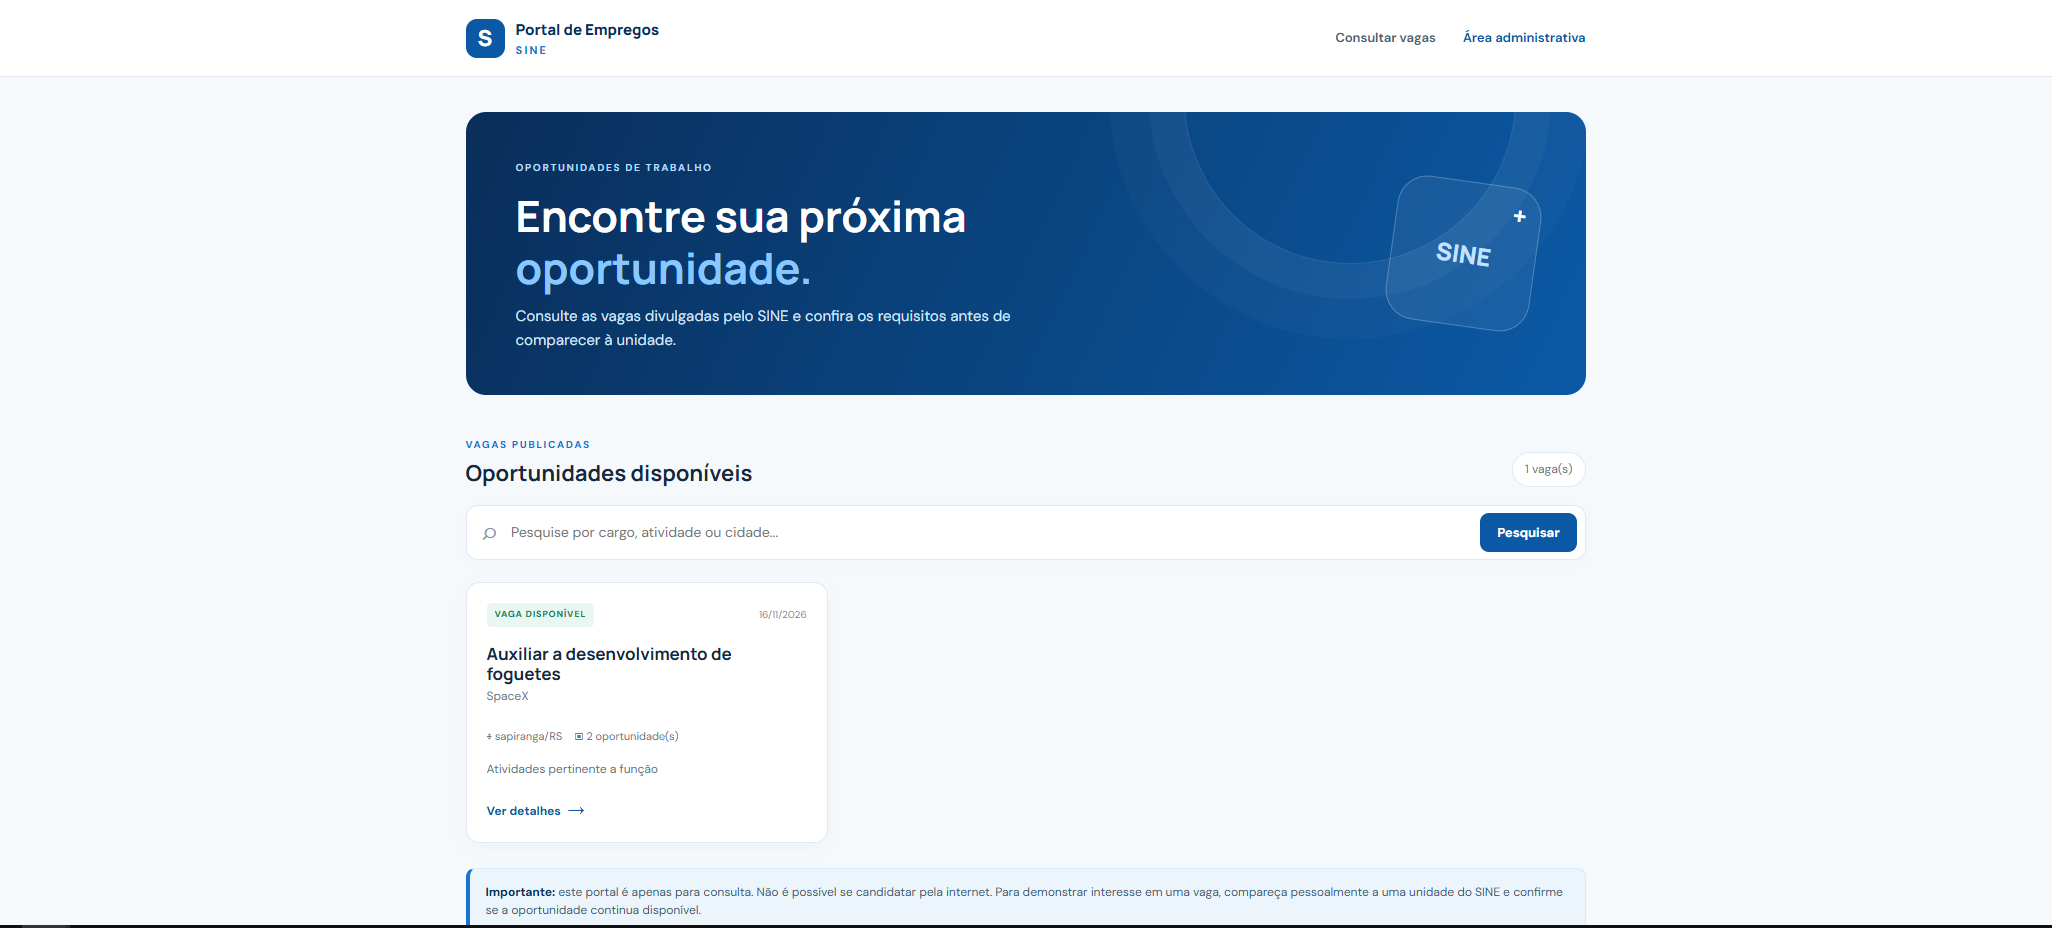 S
Portal de Empregos
SINE
Consultar vagas
Área administrativa
OPORTUNIDADES DE TRABALHO
Encontre sua próxima
oportunidade.
Consulte as vagas divulgadas pelo SINE e confira os requisitos antes de
comparecer à unidade.
+
SINE
VAGAS PUBLICADAS
Oportunidades disponíveis
1 vaga(s)
Pesquise por cargo, atividade ou cidade...
Pesquisar
VAGA DISPONÍVEL
16/11/2026
Auxiliar a desenvolvimento de
foguetes
SpaceX
sapiranga/RS
2 oportunidade(s)
Atividades pertinente a função
Ver detalhes →
Importante: este portal é apenas para consulta. Não é possível se candidatar pela internet. Para demonstrar interesse em uma vaga, compareça pessoalmente a uma unidade do SINE e confirme
se a oportunidade continua disponível.